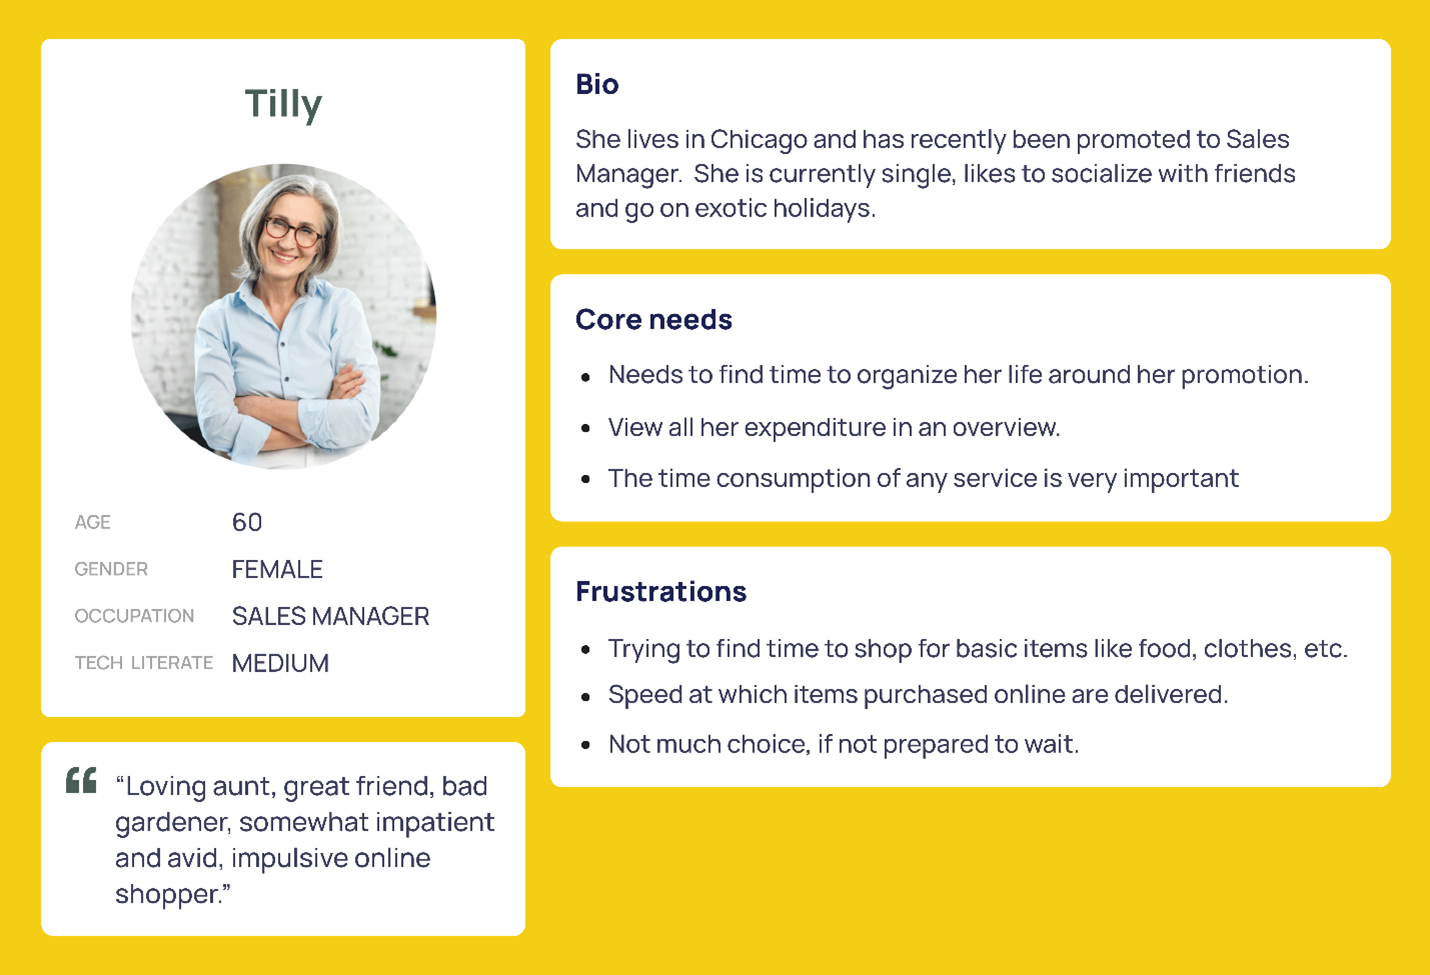 Tilly
AGE 60
GENDER FEMALE
OCCUPATION SALES MANAGER
TECH LITERATE MEDIUM
“Loving aunt, great friend, bad
gardener, somewhat impatient
and avid, impulsive online
shopper.”
Bio
She lives in Chicago and has recently been promoted to Sales
Manager. She is currently single, likes to socialize with friends
and go on exotic holidays.
Core needs
• Needs to find time to organize her life around her promotion.
• View all her expenditure in an overview.
• The time consumption of any service is very important
Frustrations
• Trying to find time to shop for basic items like food, clothes, etc.
• Speed at which items purchased online are delivered.
• Not much choice, if not prepared to wait.